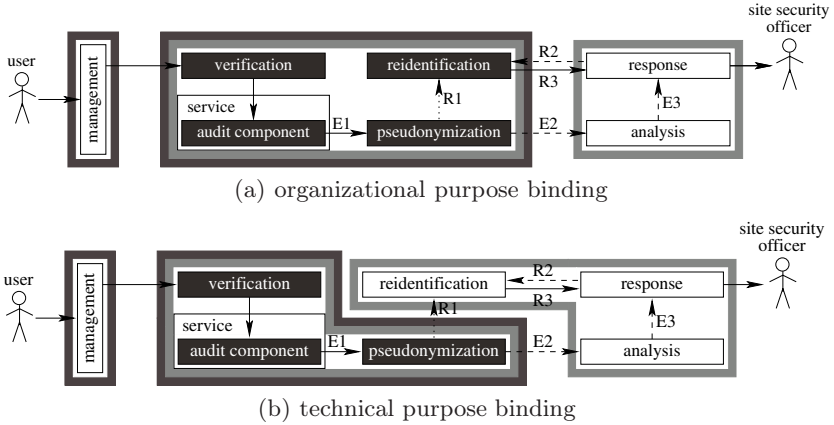 site security
officer
user
management
verification
reidentification
R2
R3
response
service
R1
E3
audit component
E1
pseudonymization
E2
analysis
(a) organizational purpose binding
site security
officer
user
management
verification
reidentification
R2
R3
response
service
R1
E3
audit component
E1
pseudonymization
E2
analysis
(b) technical purpose binding